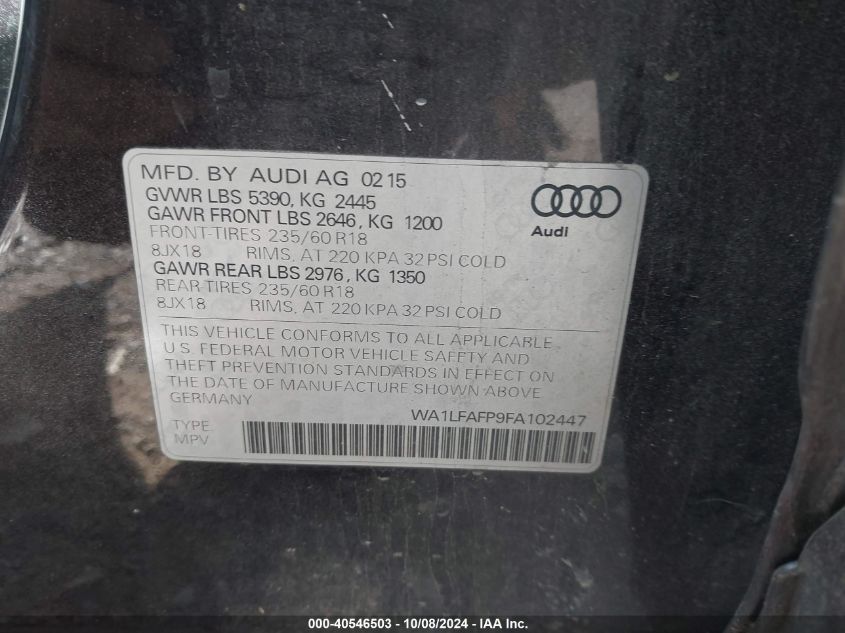 MFD. BY AUDI AG 02 15
GVWR LBS 5390, KG 2445
GAWR FRONT LBS 2646, KG 1200
FRONT-TIRES 235/60 R18
8JX18 RIMS, AT 220 KPA 32 PSI COLD
GAWR REAR LBS 2976, KG 1350
REAR-TIRES 235/60 R18
8JX18 RIMS, AT 220 KPA 32 PSI COLD
Audi
THIS VEHICLE CONFORMS TO ALL APPLICABLE
U.S. FEDERAL MOTOR VEHICLE SAFETY AND
THEFT PREVENTION STANDARDS IN EFFECT ON
THE DATE OF MANUFACTURE SHOWN ABOVE
GERMANY
WA1LFAFP9FA102447
TYPE:
MPV
000-40546503 - 10/08/2024 - IAA Inc.